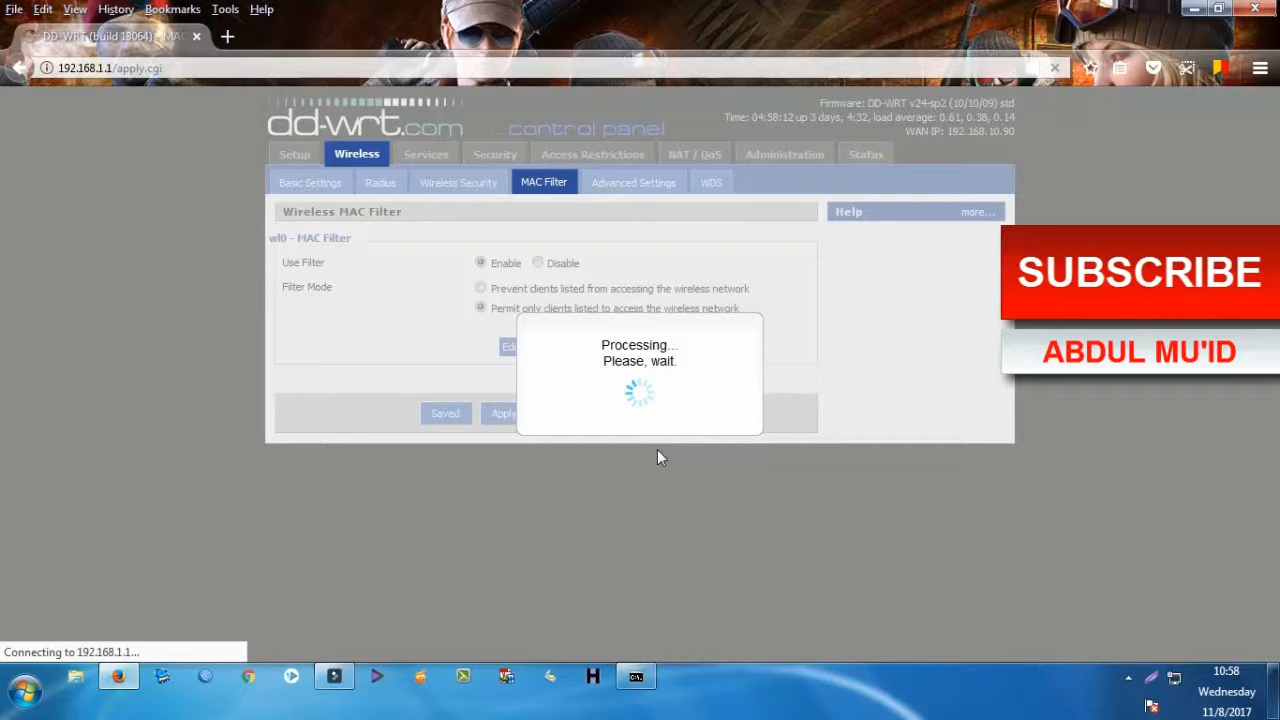 File Edit View History Bookmarks Tools Help
DD-WRT (build 13064) - MAC
192.168.1.1/apply.cgi
Firmware: DD-WRT v24-sp2 (10/10/09) std
Time: 04:58:12 up 3 days, 4:32, load average: 0.61, 0.38, 0.14
WAN IP: 192.168.10.90
dd-wrt.com ... control panel
Setup Wireless Services Security Access Restrictions NAT / QoS Administration Status
Basic Settings Radius Wireless Security MAC Filter Advanced Settings WDS
Wireless MAC Filter
Help more...
wl0 - MAC Filter
Use Filter Enable Disable
Filter Mode Prevent clients listed from accessing the wireless network
Permit only clients listed to access the wireless network
Processing...
Please, wait.
Saved Apply
SUBSCRIBE
ABDUL MU'ID
Connecting to 192.168.1.1...
10:58
Wednesday
11/8/2017